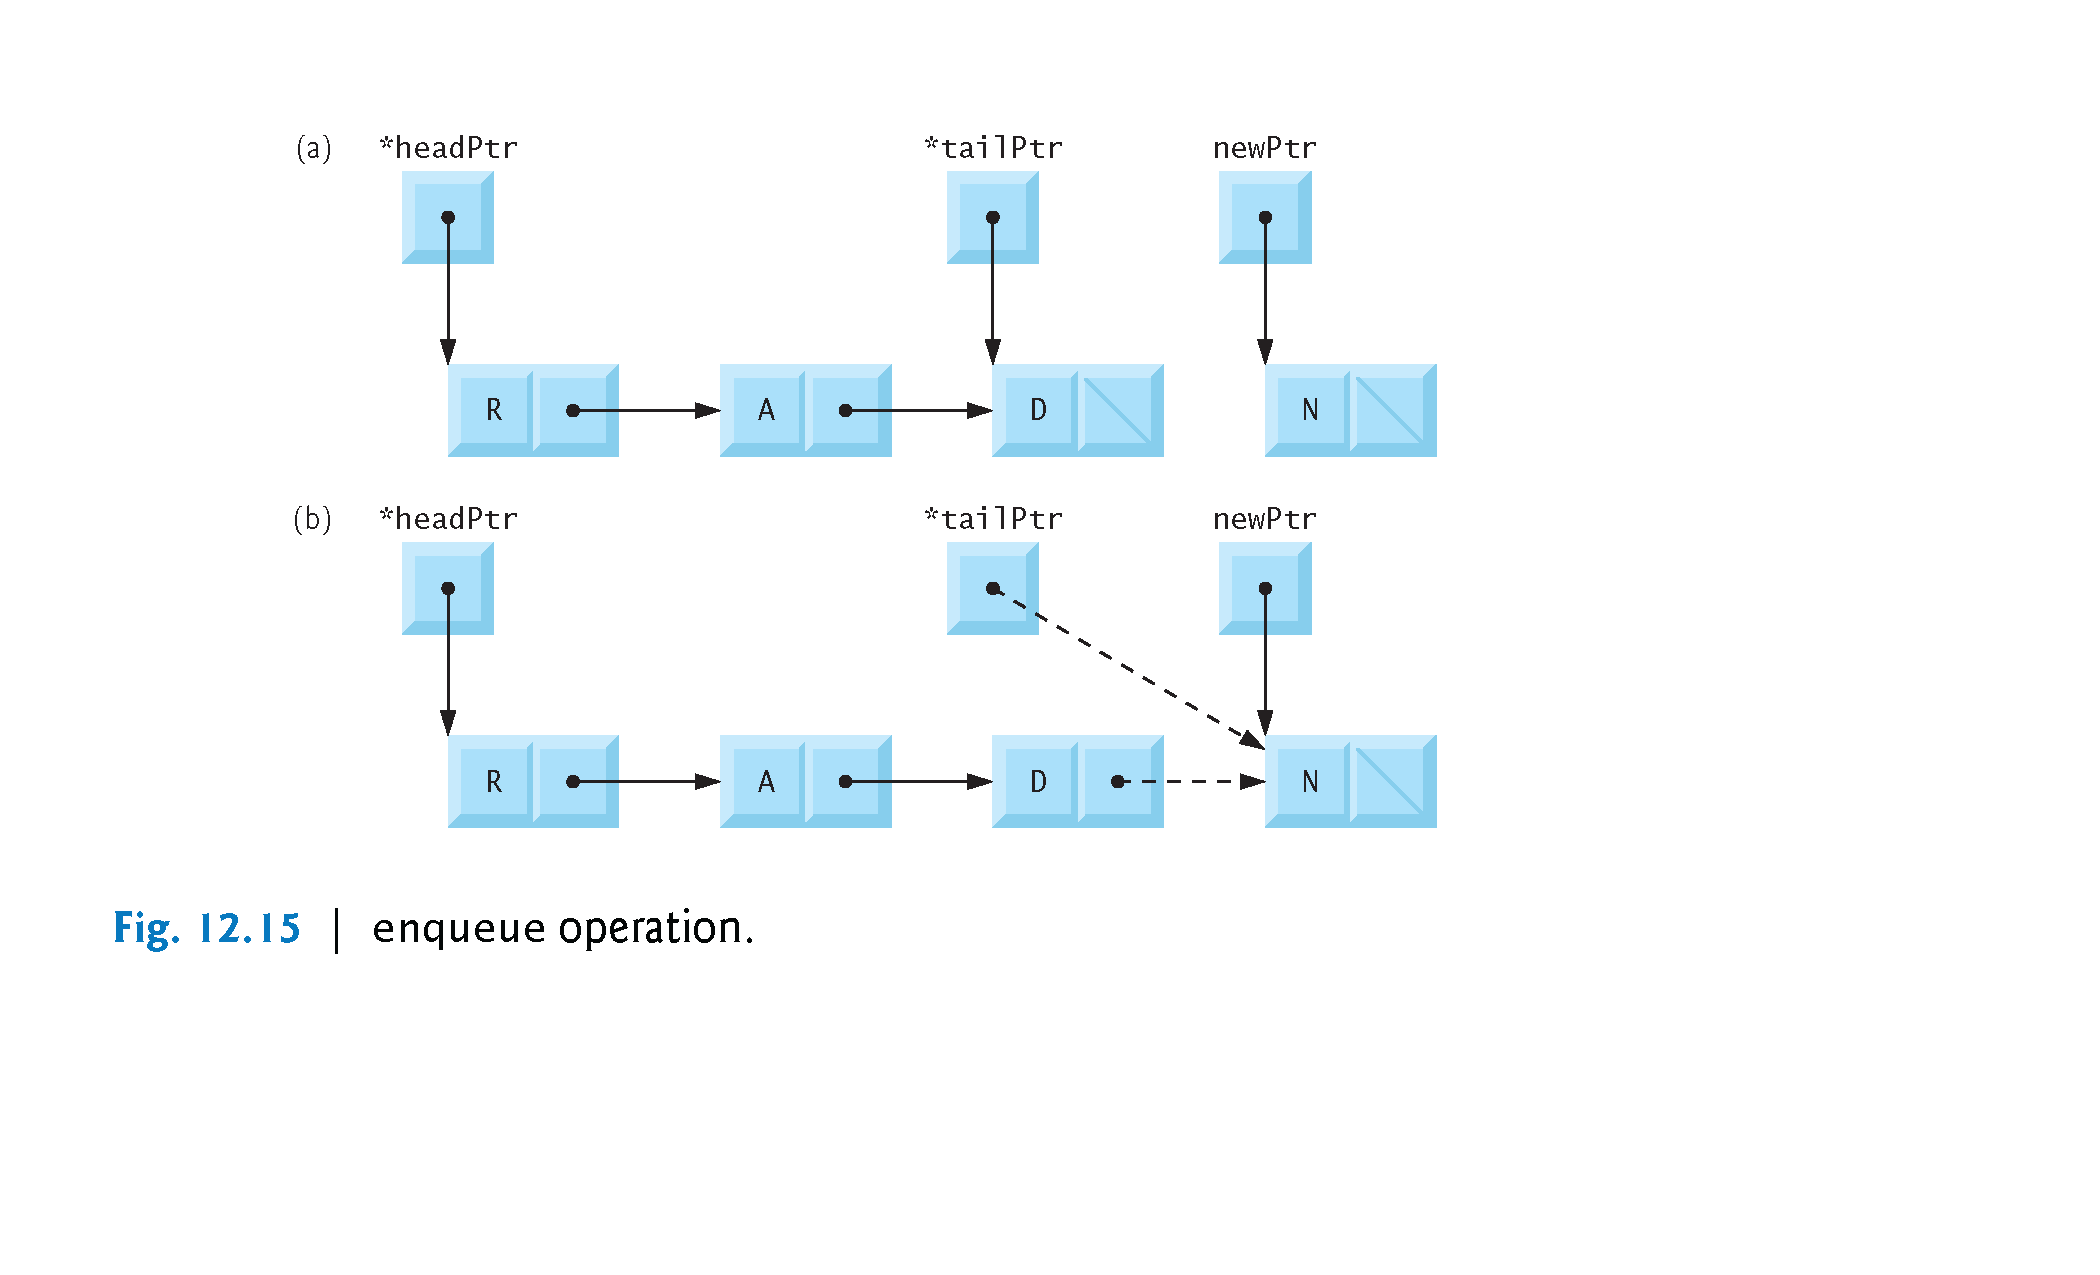 (a) *headPtr *tailPtr newPtr
R A D N
(b) *headPtr *tailPtr newPtr
R A D N
Fig. 12.15 | enqueue operation.